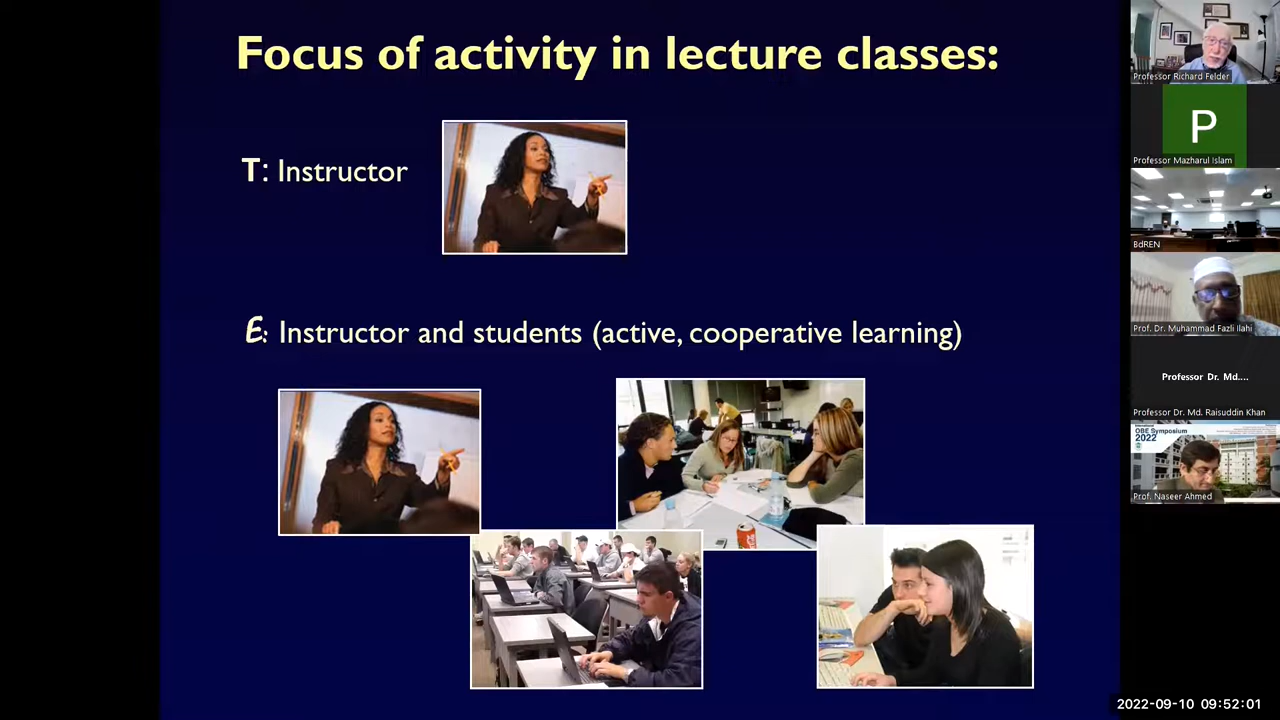 Focus of activity in lecture classes:
T: Instructor
E: Instructor and students (active, cooperative learning)
Professor Richard Felder
P
Professor Mazharul Islam
BdREN
Prof. Dr. Muhammad Fazli Ilahi
Professor Dr. Md....
Professor Dr. Md. Raisuddin Khan
International
OBE Symposium
2022
Prof. Naseer Ahmed
2022-09-10 09:52:01